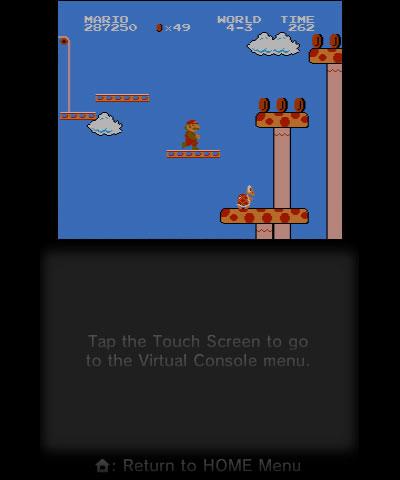 MARIO WORLD TIME
287250 ×49 4-3 262
Tap the Touch Screen to go
to the Virtual Console menu.
: Return to HOME Menu